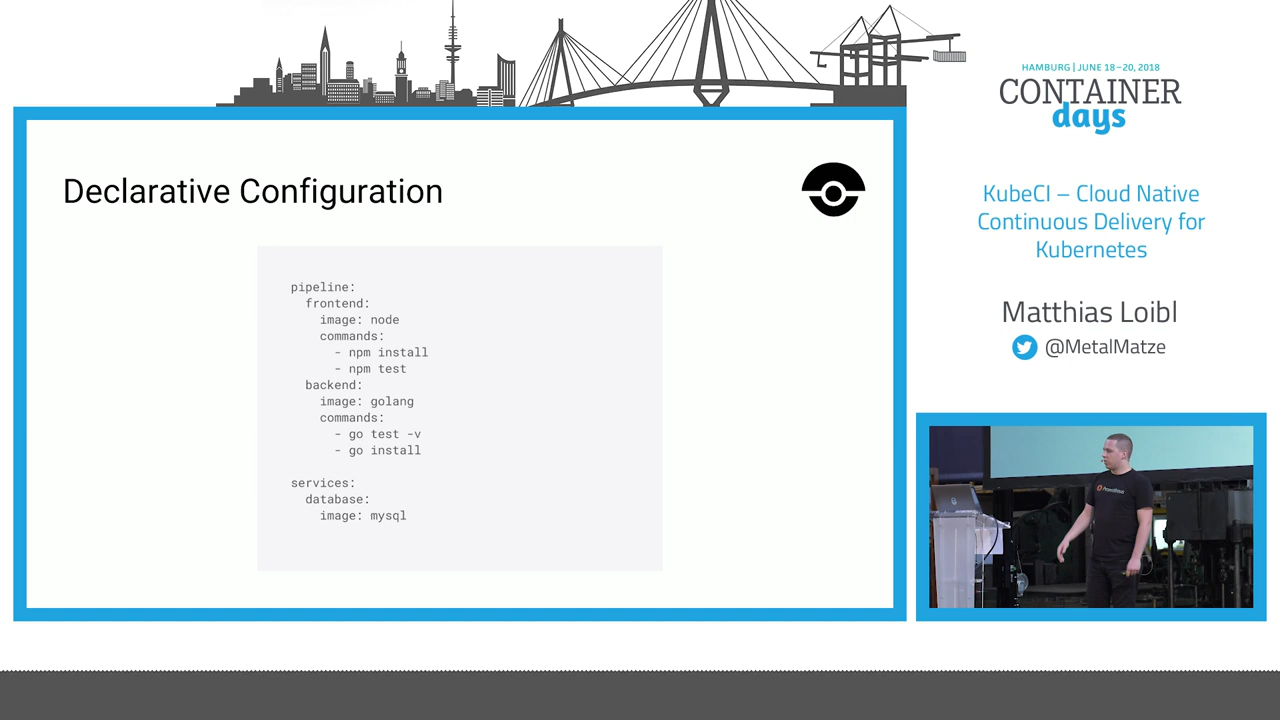 HAMBURG | JUNE 18–20, 2018
CONTAINER
days
Declarative Configuration
pipeline:
frontend:
image: node
commands:
- npm install
- npm test
backend:
image: golang
commands:
- go test -v
- go install
services:
database:
image: mysql
KubeCI – Cloud Native
Continuous Delivery for
Kubernetes
Matthias Loibl
@MetalMatze
Prometheus